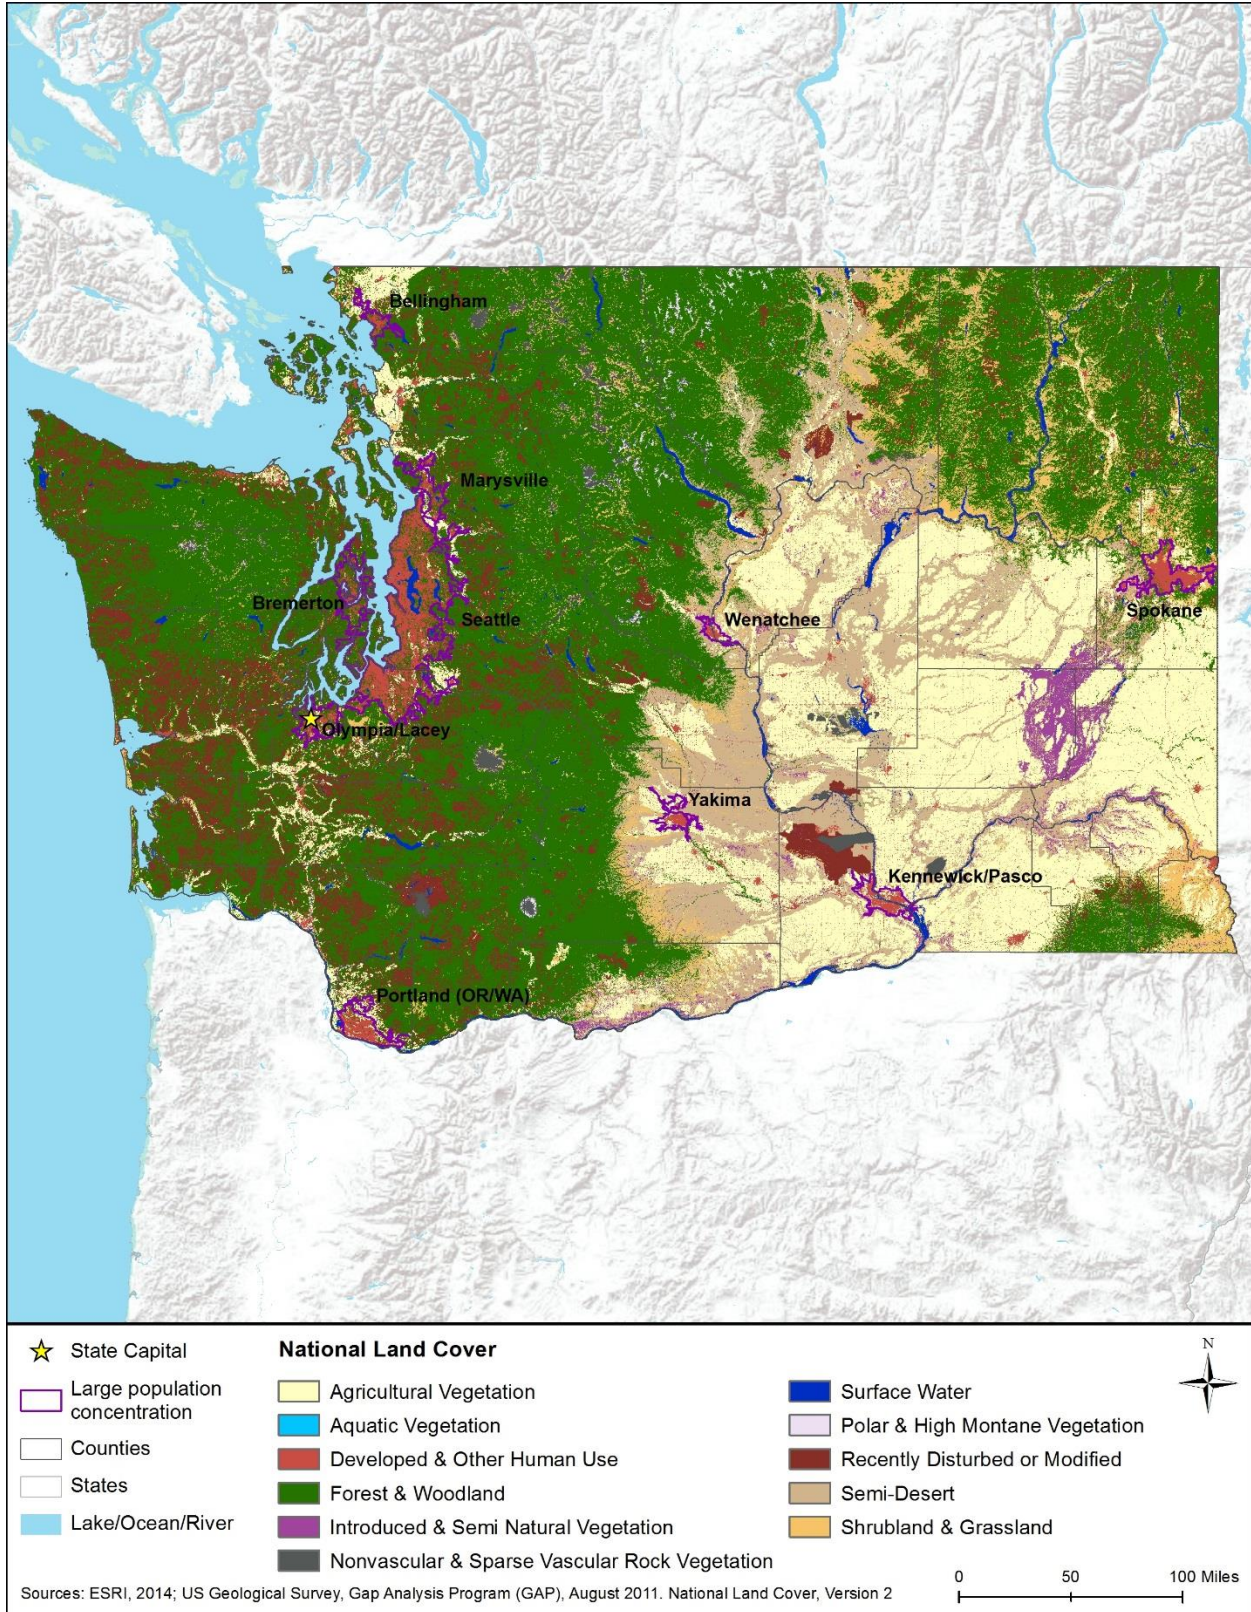 Bellingham
Marysville
Bremerton
Seattle
Wenatchee
Spokane
Olympia/Lacey
Yakima
Kennewick/Pasco
Portland (OR/WA)
State Capital
Large population
concentration
Counties
States
Lake/Ocean/River
National Land Cover
Agricultural Vegetation
Aquatic Vegetation
Developed & Other Human Use
Forest & Woodland
Introduced & Semi Natural Vegetation
Nonvascular & Sparse Vascular Rock Vegetation
Surface Water
Polar & High Montane Vegetation
Recently Disturbed or Modified
Semi-Desert
Shrubland & Grassland
N
0 50 100 Miles
Sources: ESRI, 2014; US Geological Survey, Gap Analysis Program (GAP), August 2011. National Land Cover, Version 2